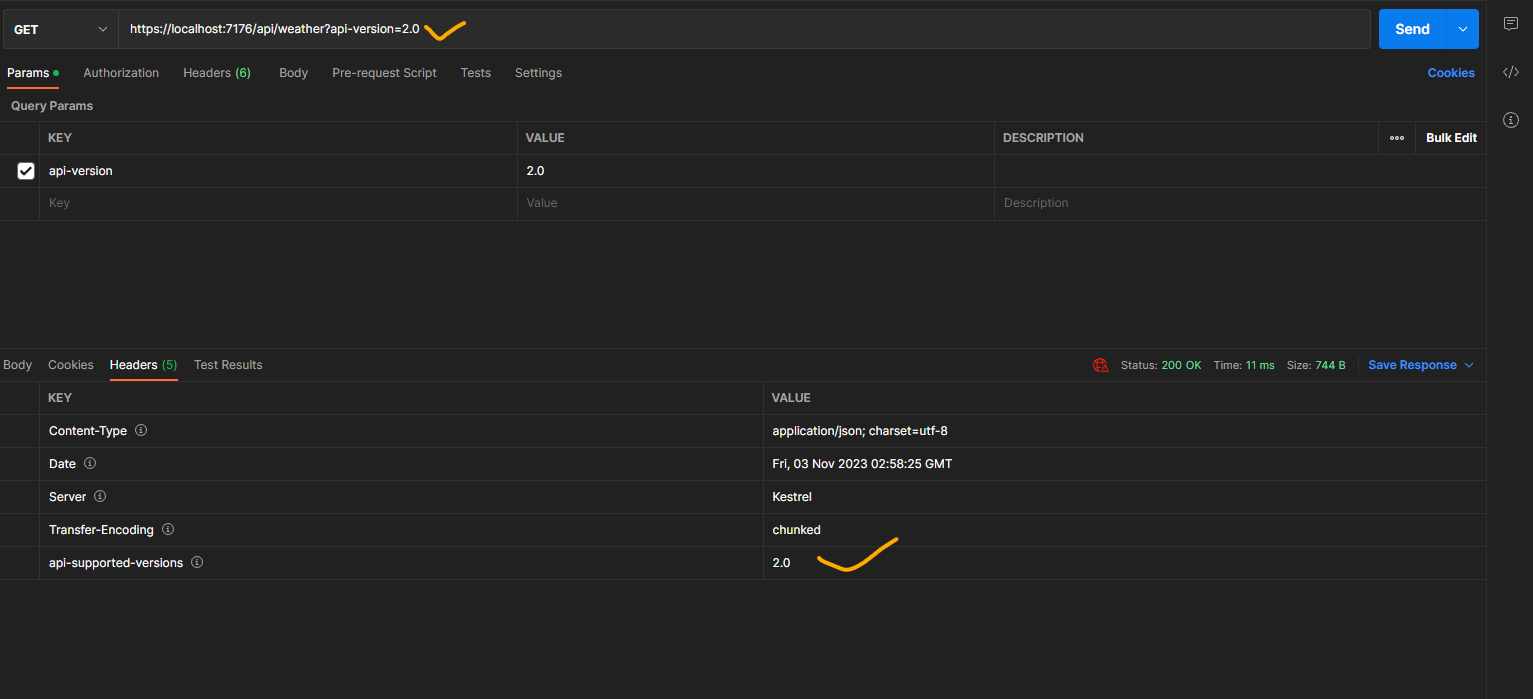 GET https://localhost:7176/api/weather?api-version=2.0 Send
Params Authorization Headers (6) Body Pre-request Script Tests Settings Cookies
Query Params
KEY VALUE DESCRIPTION Bulk Edit
api-version 2.0
Key Value Description
Body Cookies Headers (5) Test Results Status: 200 OK Time: 11 ms Size: 744 B Save Response
KEY VALUE
Content-Type application/json; charset=utf-8
Date Fri, 03 Nov 2023 02:58:25 GMT
Server Kestrel
Transfer-Encoding chunked
api-supported-versions 2.0